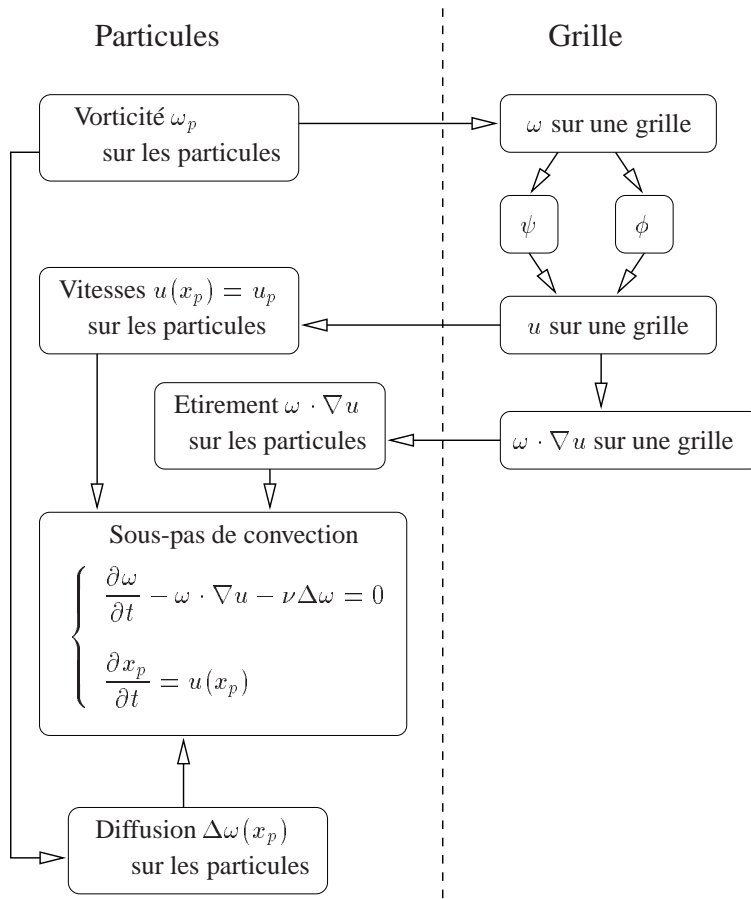 Particules
Grille
Vorticité ω_p
sur les particules
ω sur une grille
ψ
φ
Vitesses u(x_p) = u_p
sur les particules
u sur une grille
Etirement ω · ∇u
sur les particules
ω · ∇u sur une grille
Sous-pas de convection
∂ω/∂t − ω · ∇u − νΔω = 0
∂x_p/∂t = u(x_p)
Diffusion Δω(x_p)
sur les particules